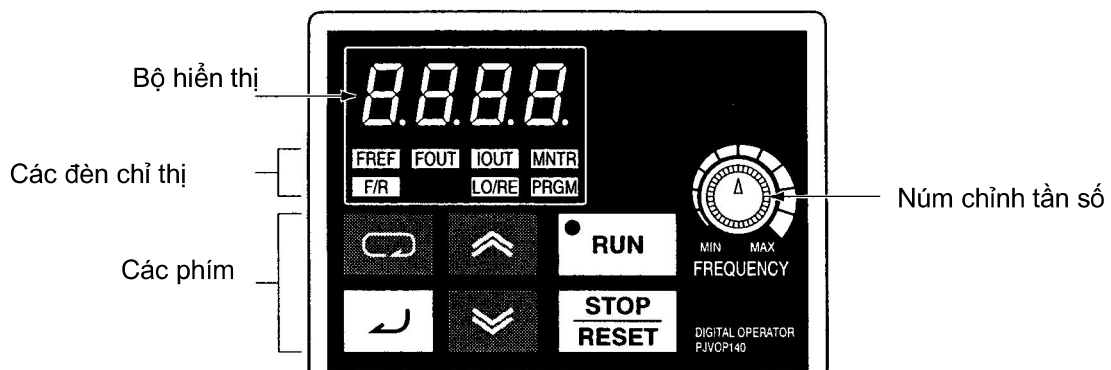 Bộ hiển thị
8.8.8.8.
FREF FOUT IOUT MNTR
F/R LO/RE PRGM
Các đèn chỉ thị
Núm chỉnh tần số
MIN MAX
FREQUENCY
Các phím
RUN
STOP
RESET
DIGITAL OPERATOR
PJVOP140